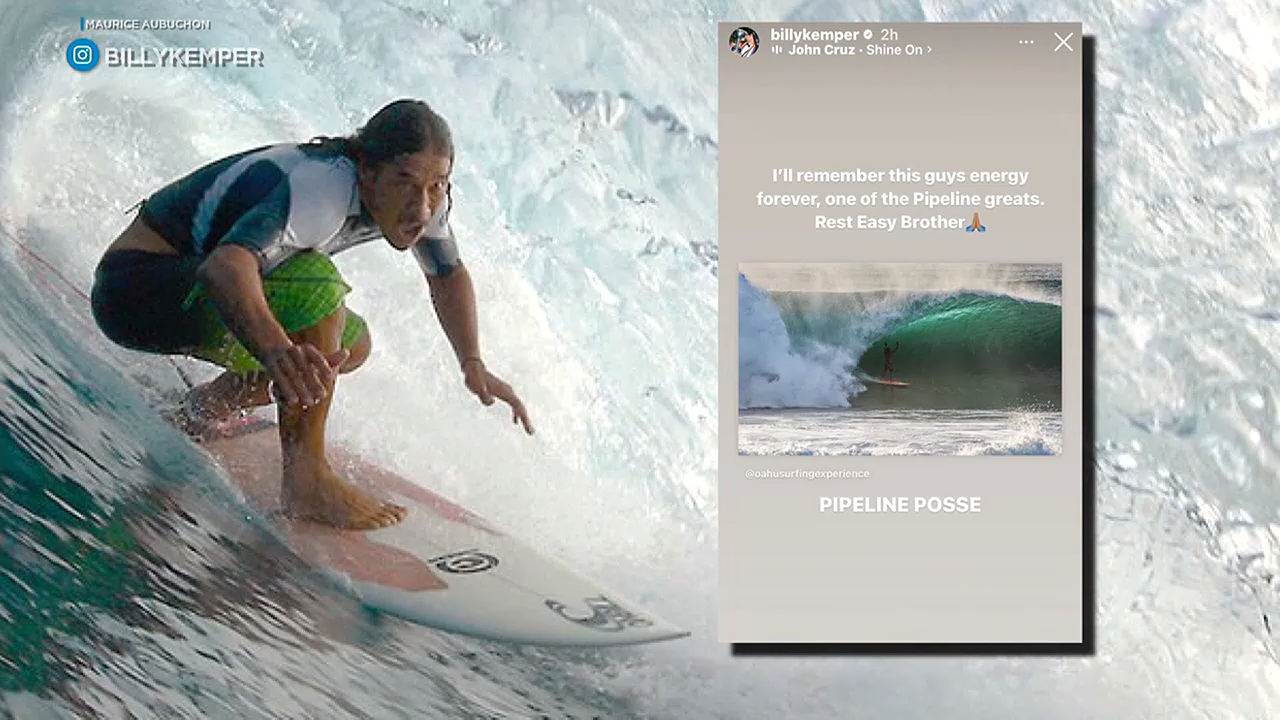 MAURICE AUBUCHON
BILLYKEMPER
billykemper 2h
John Cruz · Shine On >
I'll remember this guys energy
forever, one of the Pipeline greats.
Rest Easy Brother🙏🏽
@oahusurfingexperience
PIPELINE POSSE